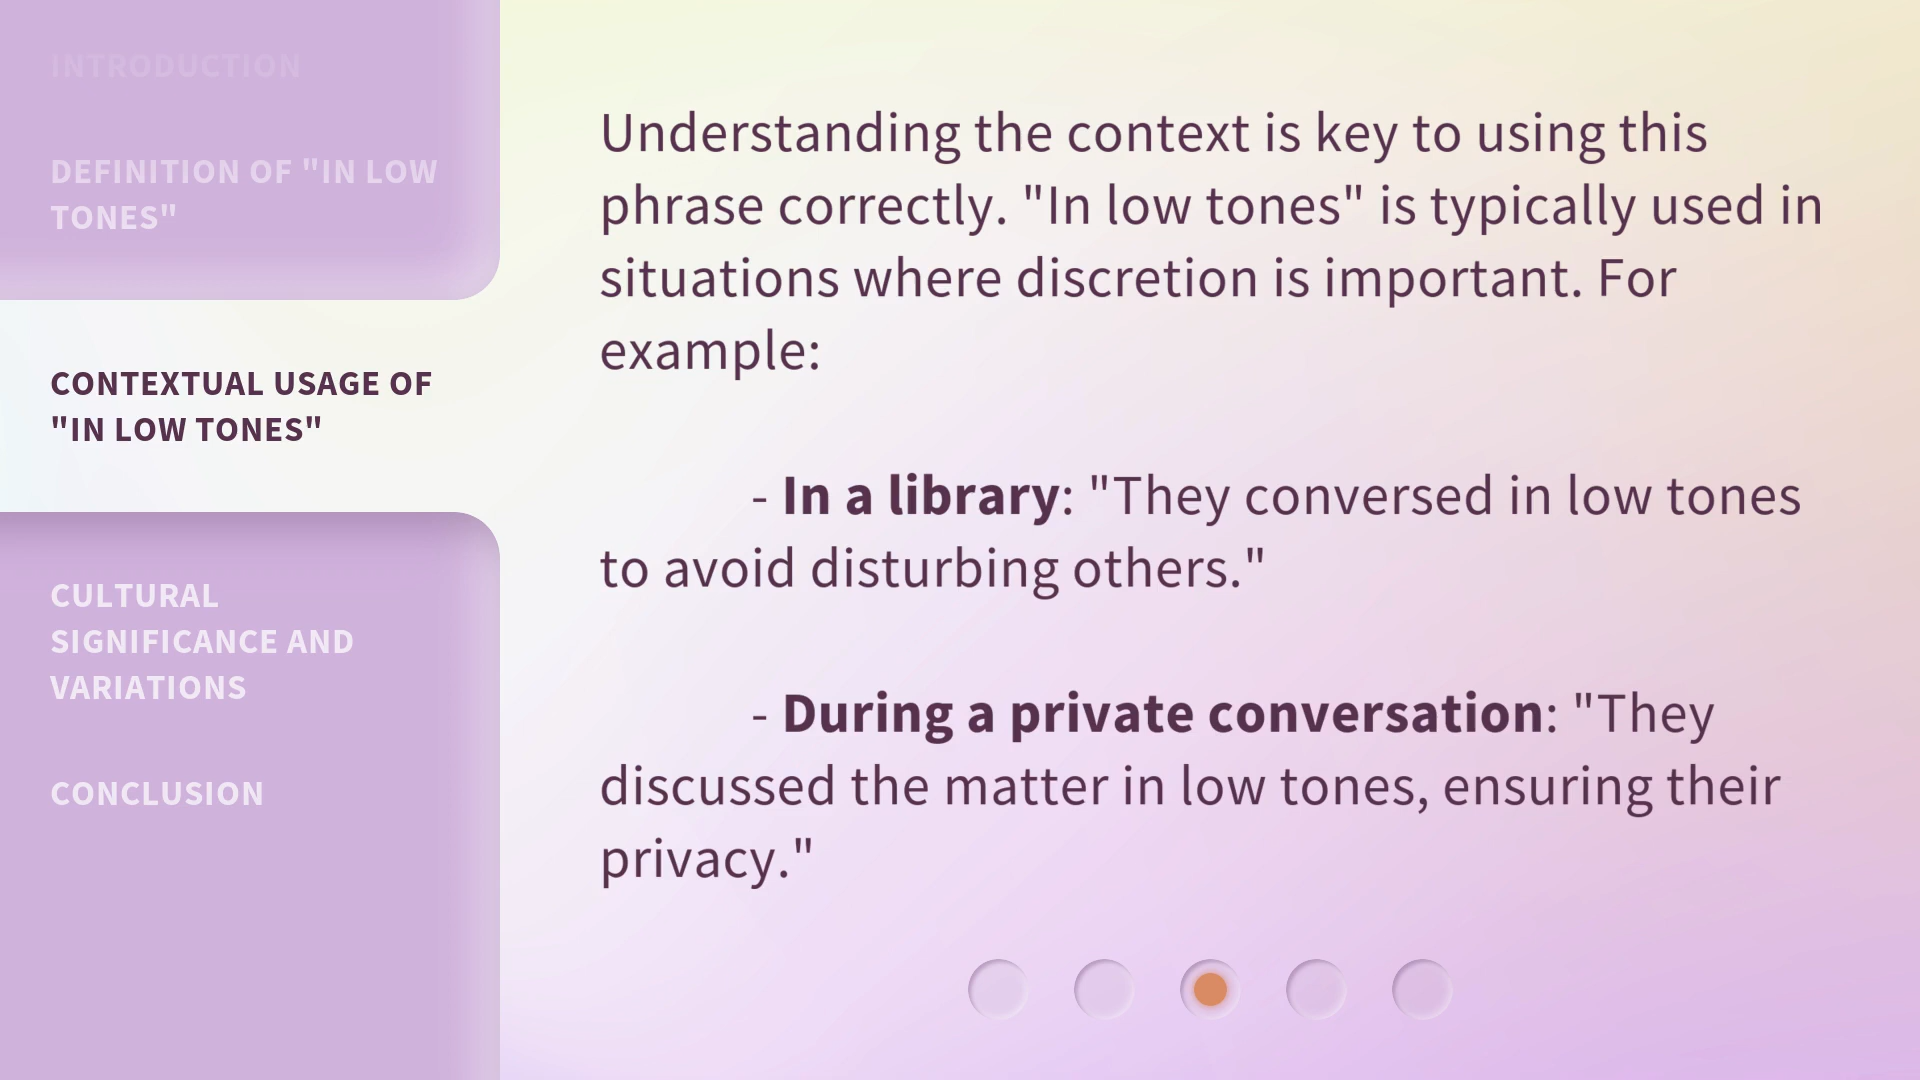 INTRODUCTION
DEFINITION OF "IN LOW
TONES"
CONTEXTUAL USAGE OF
"IN LOW TONES"
CULTURAL
SIGNIFICANCE AND
VARIATIONS
CONCLUSION
Understanding the context is key to using this
phrase correctly. "In low tones" is typically used in
situations where discretion is important. For
example:
- In a library: "They conversed in low tones
to avoid disturbing others."
- During a private conversation: "They
discussed the matter in low tones, ensuring their
privacy."